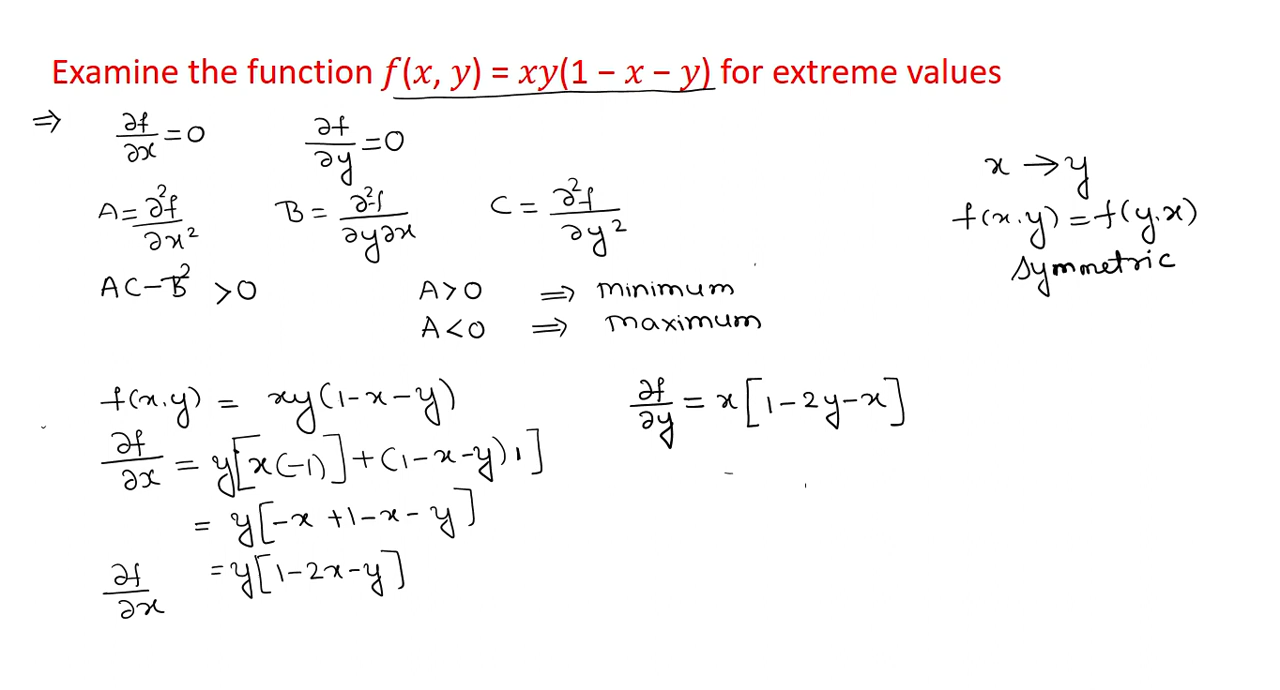 Examine the function f(x, y) = xy(1 − x − y) for extreme values
⇒ ∂f/∂x = 0 ∂f/∂y = 0
x → y
A = ∂²f/∂x² B = ∂²f/∂y∂x C = ∂²f/∂y²
f(x,y) = f(y,x)
symmetric
AC − B² > 0 A > 0 ⇒ minimum
A < 0 ⇒ maximum
f(x,y) = xy(1−x−y)
∂f/∂y = x[1−2y−x]
∂f/∂x = y[x(−1)] + (1−x−y)1]
= y[−x + 1−x−y]
∂f/∂x = y[1−2x−y]